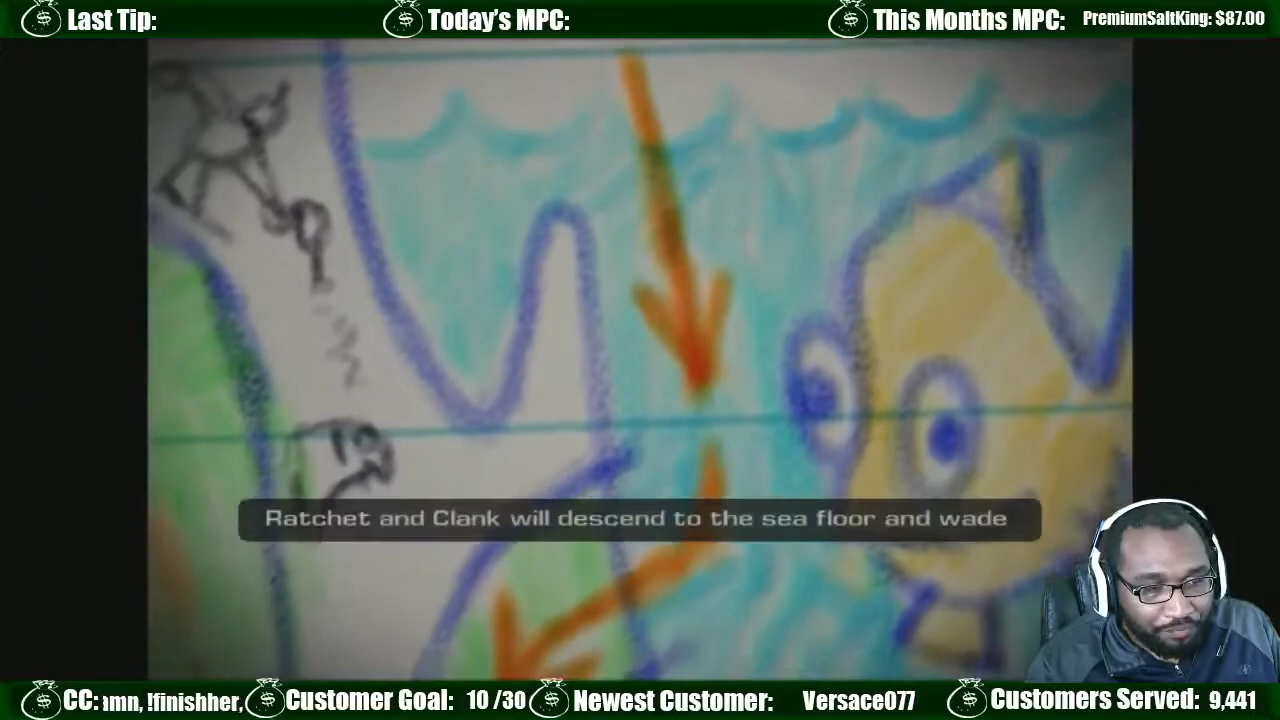 Last Tip:
Today's MPC:
This Months MPC: PremiumSaltKing: $87.00
Ratchet and Clank will descend to the sea floor and wade
CC: amn, !finishher,
Customer Goal: 10 /30
Newest Customer: Versace077
Customers Served: 9,441